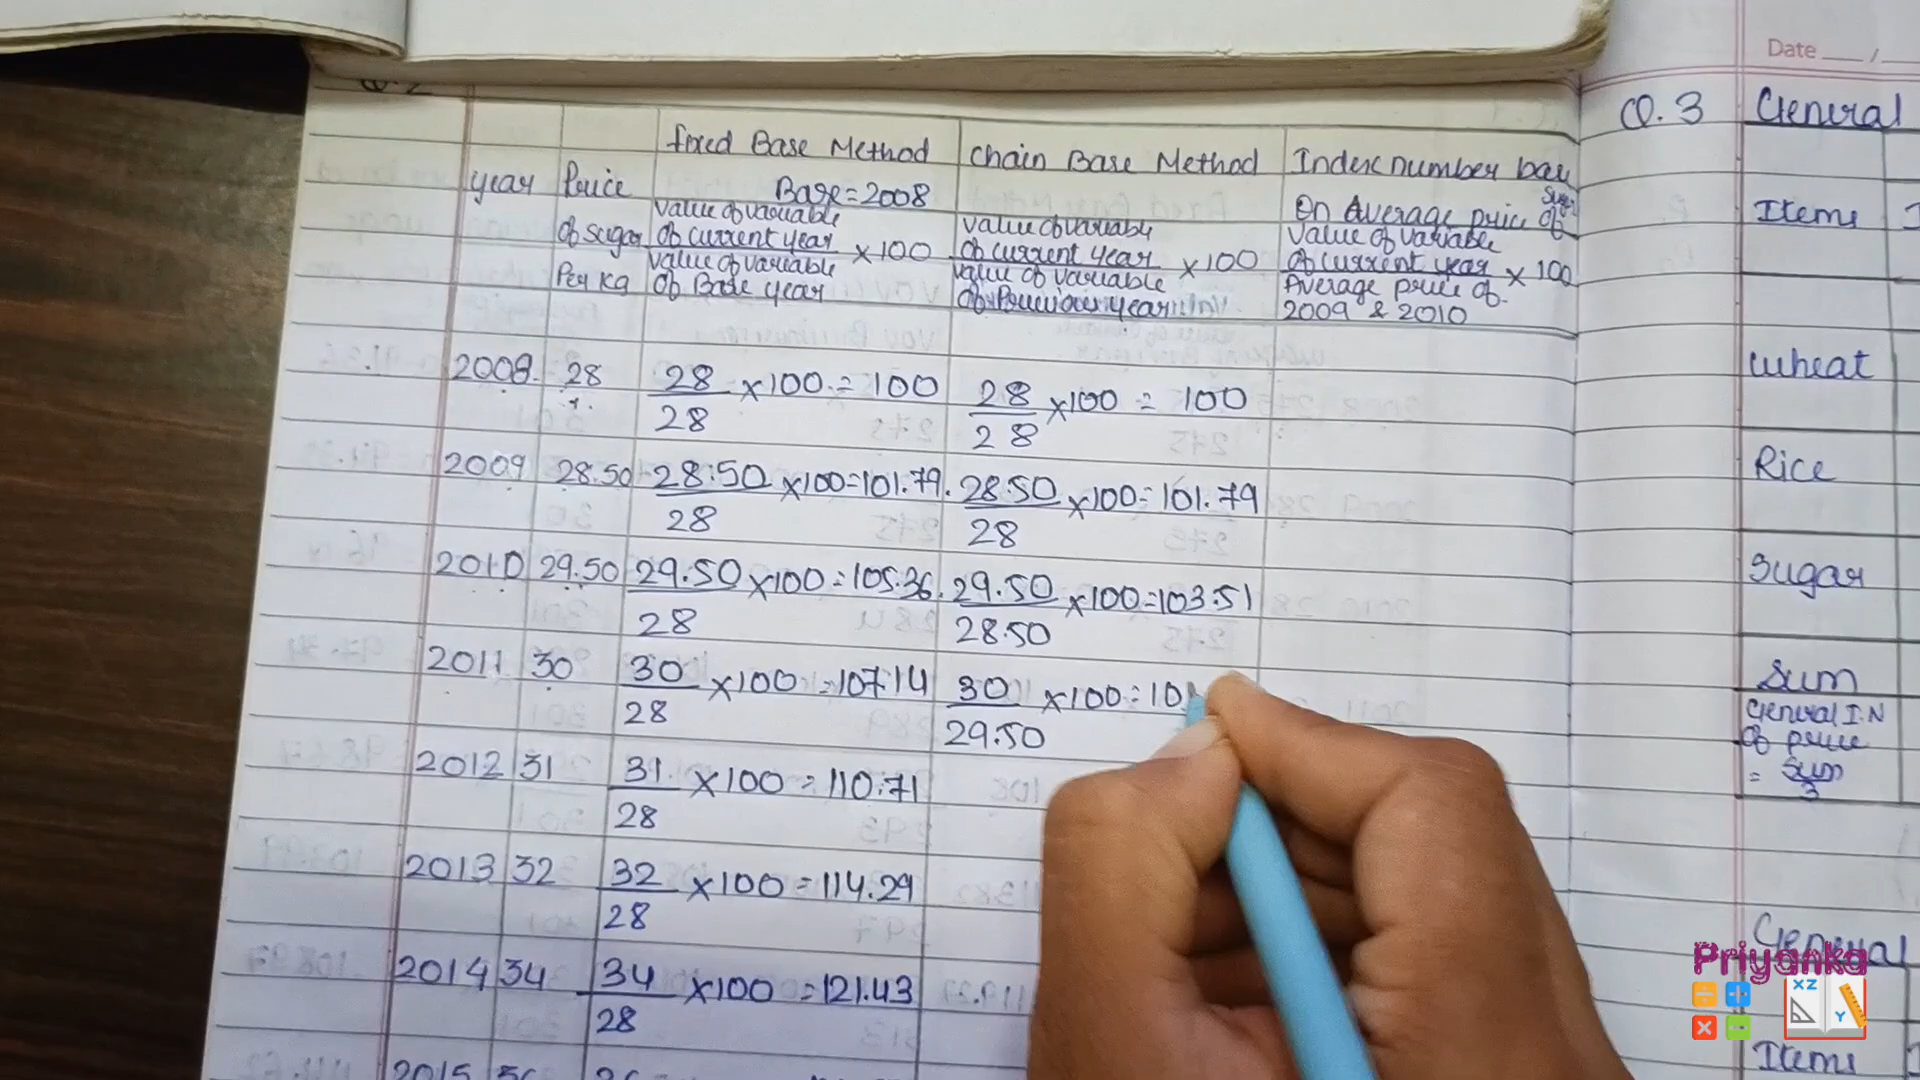 Date ___/
Q. 3 General
fixed Base Method
Chain Base Method
Index number
year Price
Base = 2008
On Average price of Sugar
of sugar
Per Kg
value of variable
of current year × 100
value of variable
of Base year
value of variable
of current year × 100
value of variable
of Previous year
Value of variable
of current year × 100
Average price of
2009 & 2010
2008. 28 28 × 100 = 100 28 × 100 = 100
28 28
2009 28.50 28.50 × 100 = 101.79. 28.50 × 100 = 101.79
28 28
2010 29.50 29.50 × 100 = 105.36. 29.50 × 100 = 103.51
28 28.50
2011 30 30 × 100 = 107.14 30 × 100 = 10
28 29.50
2012 31 31 × 100 = 110.71
28
2013 32 32 × 100 = 114.29
28
2014 34 34 × 100 = 121.43
28
2015
Items
Wheat
Rice
Sugar
Sum
General I.N
of price
= Sum
3
General
Items
Priyanka
XZ
Y